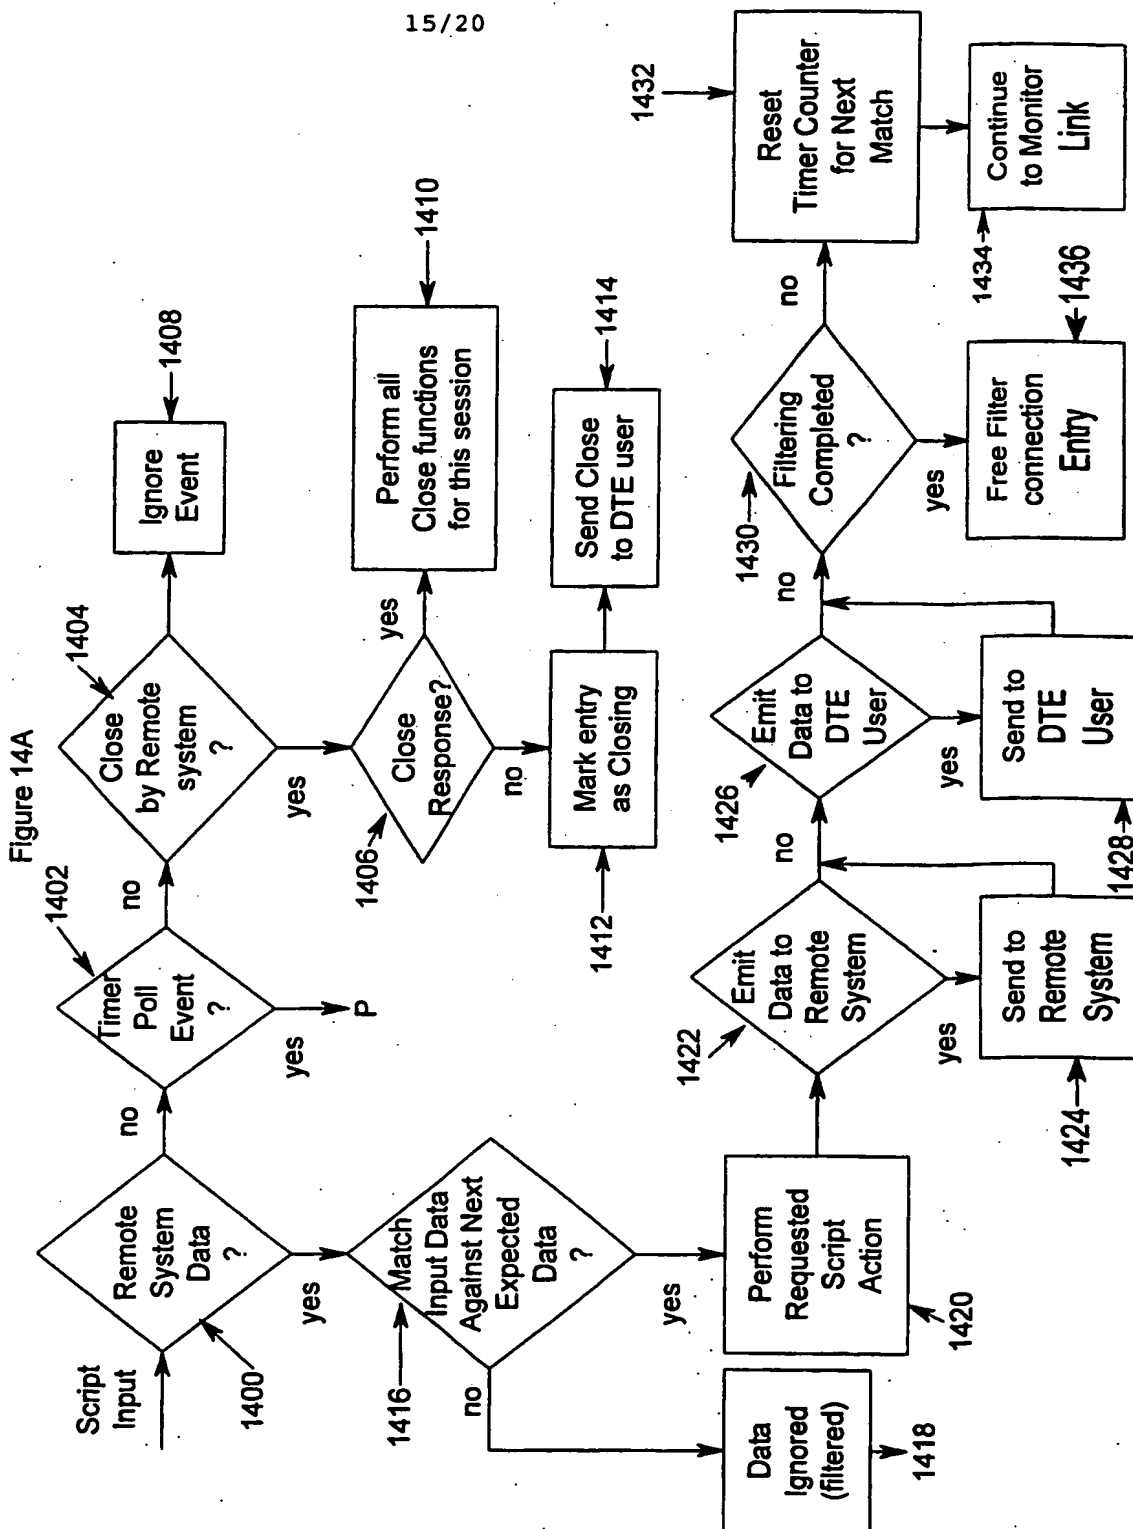 15/20
Figure 14A
Script
Input
1400
Remote
System
Data
?
no
yes
1402
Timer
Poll
Event
?
yes
P
no
1404
Close
by Remote
system
?
1408
Ignore
Event
yes
1406
Close
Response?
yes
Perform all
Close functions
for this session
1410
no
1412
Mark entry
as Closing
Send Close
to DTE user
1414
1416
Match
Input Data
Against Next
Expected
Data
?
no
Data
Ignored
(filtered)
1418
yes
Perform
Requested
Script
Action
1420
1422
Emit
Data to
Remote
System
yes
Send to
Remote
System
1424
no
1426
Emit
Data to
DTE
User
yes
Send to
DTE
User
1428
no
1430
Filtering
Completed
?
yes
Free Filter
connection
Entry
1436
no
1432
Reset
Timer Counter
for Next
Match
1434
Continue
to Monitor
Link